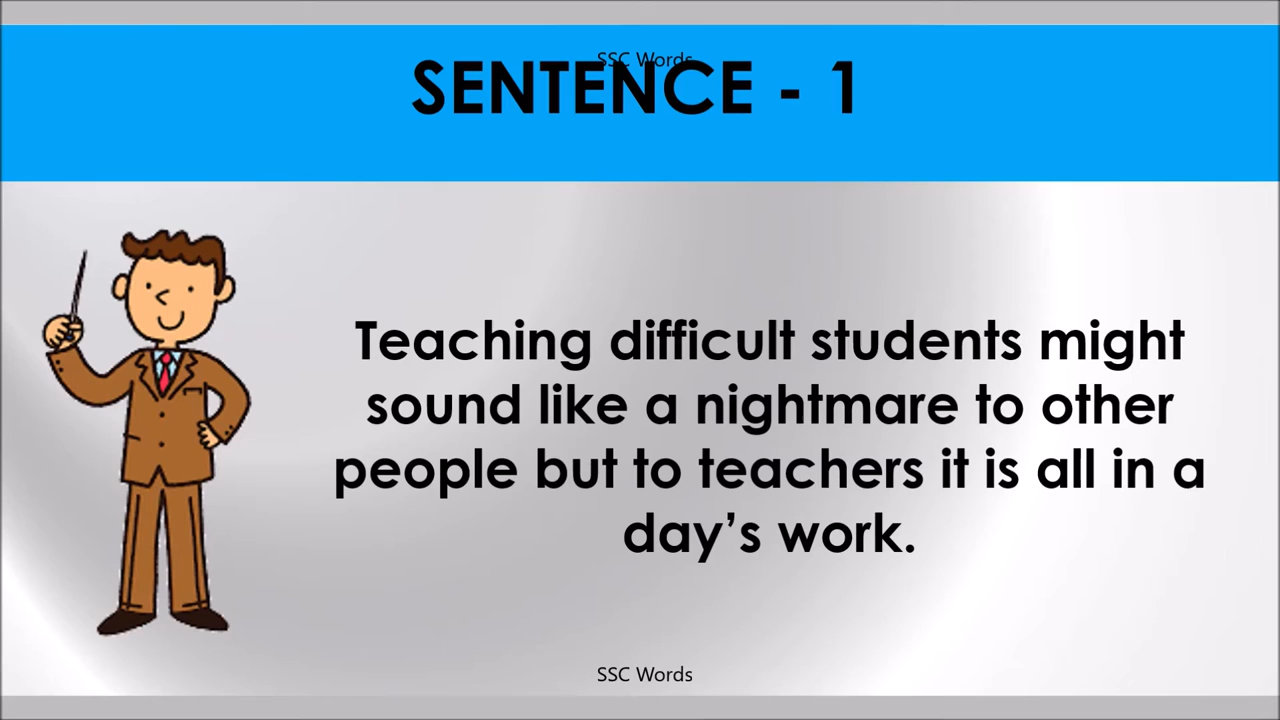 SSC Words
SENTENCE - 1
Teaching difficult students might
sound like a nightmare to other
people but to teachers it is all in a
day’s work.
SSC Words